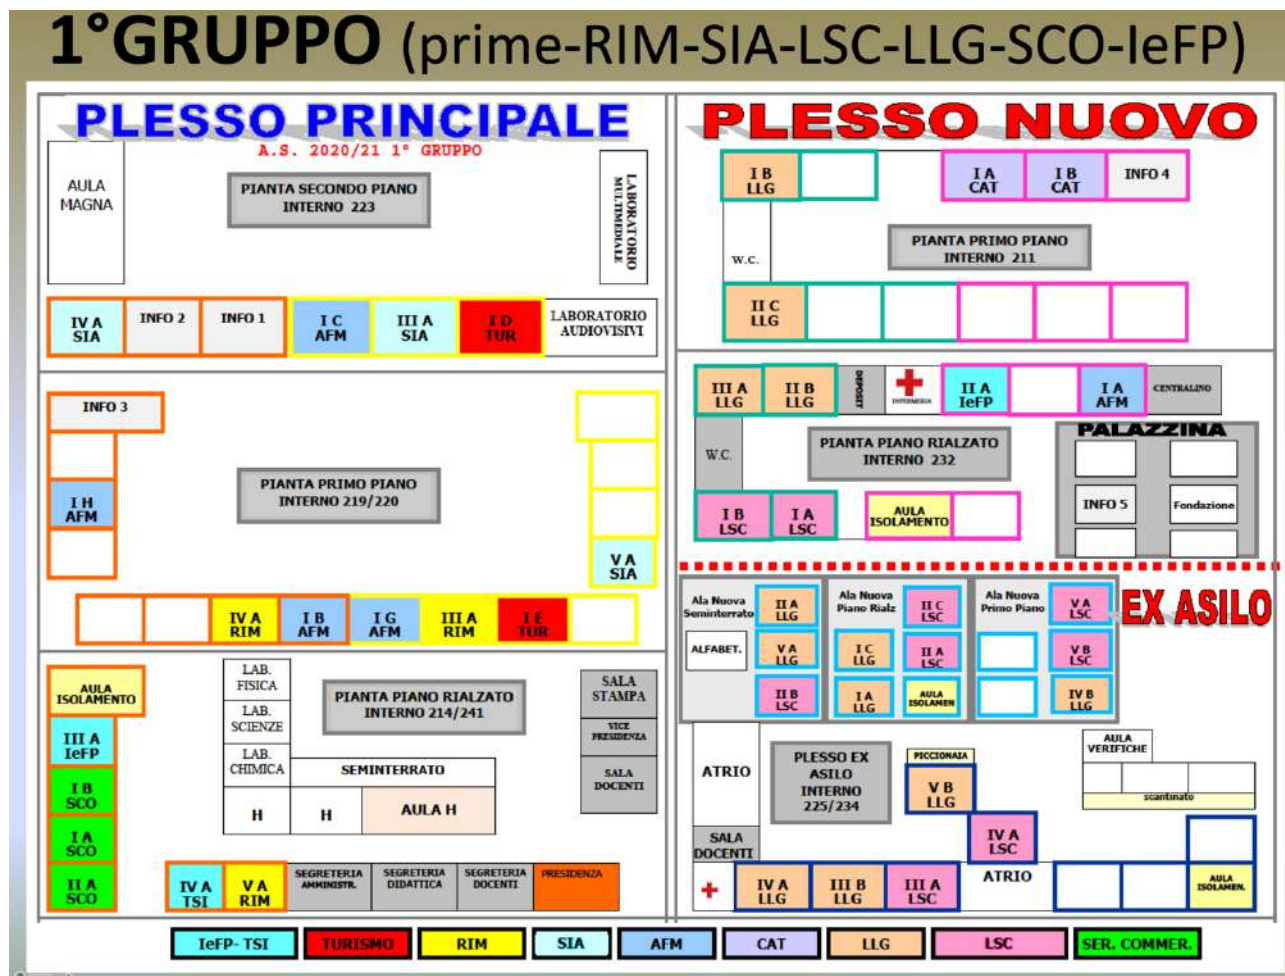 1°GRUPPO (prime-RIM-SIA-LSC-LLG-SCO-IeFP)
PLESSO PRINCIPALE
A.S. 2020/21 1° GRUPPO
AULA
MAGNA
PIANTA SECONDO PIANO
INTERNO 223
LABORATORIO
MULTIMEDIALE
IV A
SIA
INFO 2
INFO 1
I C
AFM
III A
SIA
I D
TUR
LABORATORIO
AUDIOVISIVI
INFO 3
I H
AFM
PIANTA PRIMO PIANO
INTERNO 219/220
V A
SIA
IV A
RIM
I B
AFM
I G
AFM
III A
RIM
I E
TUR
AULA
ISOLAMENTO
III A
IeFP
I B
SCO
I A
SCO
II A
SCO
LAB.
FISICA
LAB.
SCIENZE
LAB.
CHIMICA
PIANTA PIANO RIALZATO
INTERNO 214/241
SEMINTERRATO
H
H
AULA H
SALA
STAMPA
VICE
PRESIDENZA
SALA
DOCENTI
IV A
TSI
V A
RIM
SEGRETERIA
AMMINISTR.
SEGRETERIA
DIDATTICA
SEGRETERIA
DOCENTI
PRESIDENZA
PLESSO NUOVO
I B
LLG
I A
CAT
I B
CAT
INFO 4
W.C.
PIANTA PRIMO PIANO
INTERNO 211
II C
LLG
III A
LLG
II B
LLG
DEPOSIT
INFERMERIA
II A
IeFP
I A
AFM
CENTRALINO
W.C.
PIANTA PIANO RIALZATO
INTERNO 232
PALAZZINA
INFO 5
Fondazione
I B
LSC
I A
LSC
AULA
ISOLAMENTO
EX ASILO
Ala Nuova
Seminterrato
II A
LLG
ALFABET.
V A
LLG
II B
LSC
Ala Nuova
Piano Rialz
II C
LSC
I C
LLG
II A
LSC
I A
LLG
AULA
ISOLAMEN
Ala Nuova
Primo Piano
V A
LSC
V B
LSC
IV B
LLG
ATRIO
SALA
DOCENTI
PLESSO EX
ASILO
INTERNO
225/234
PICCIONAIA
V B
LLG
IV A
LSC
ATRIO
AULA
VERIFICHE
scantinato
IV A
LLG
III B
LLG
III A
LSC
AULA
ISOLAMEN.
IeFP- TSI
TURISMO
RIM
SIA
AFM
CAT
LLG
LSC
SER. COMMER.